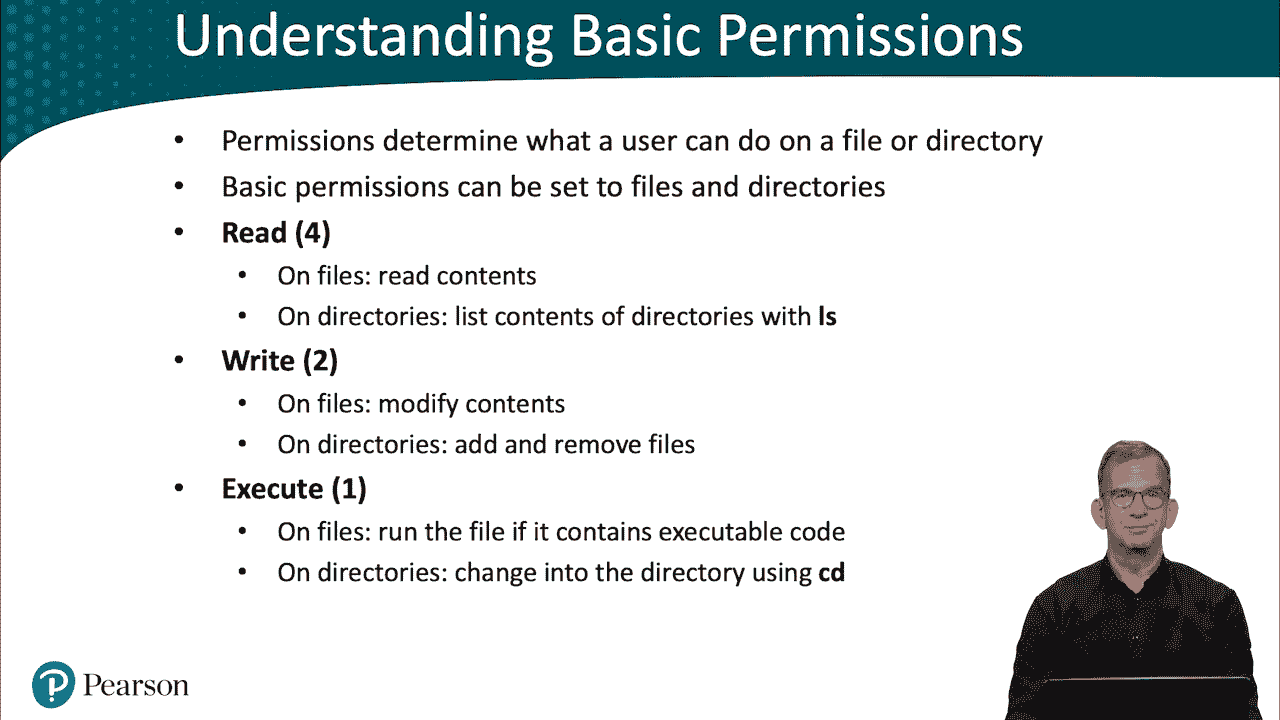 Understanding Basic Permissions
• Permissions determine what a user can do on a file or directory
• Basic permissions can be set to files and directories
• Read (4)
• On files: read contents
• On directories: list contents of directories with ls
• Write (2)
• On files: modify contents
• On directories: add and remove files
• Execute (1)
• On files: run the file if it contains executable code
• On directories: change into the directory using cd
Pearson